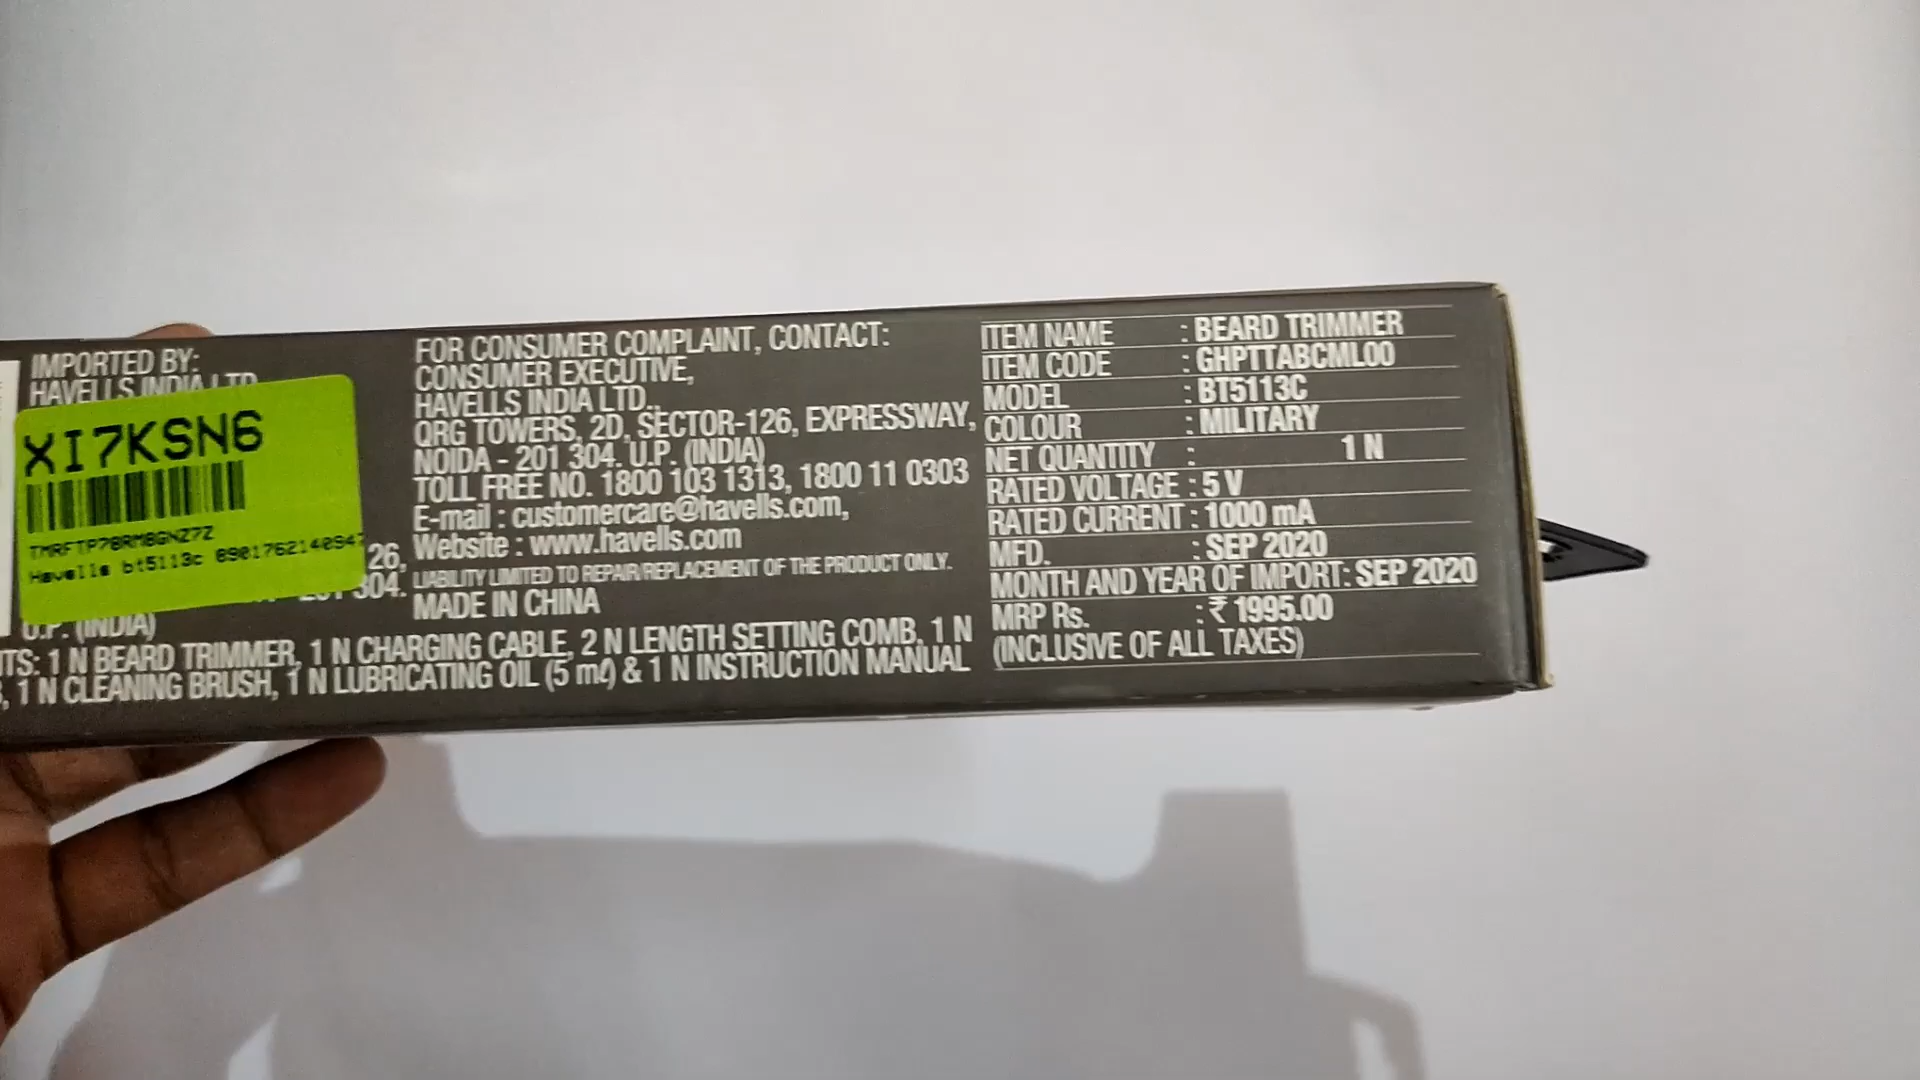 IMPORTED BY:
HAVELLS INDIA LTD
XI7KSN6
TMRFTP78RM8GNZ7Z
Havells bt5113c 890176214094
26,
304.
U.P. (INDIA)
FOR CONSUMER COMPLAINT, CONTACT:
CONSUMER EXECUTIVE,
HAVELLS INDIA LTD.,
QRG TOWERS, 2D, SECTOR-126, EXPRESSWAY,
NOIDA - 201 304. U.P. (INDIA)
TOLL FREE NO. 1800 103 1313, 1800 11 0303
E-mail : customercare@havells.com,
Website : www.havells.com
LIABILITY LIMITED TO REPAIR/REPLACEMENT OF THE PRODUCT ONLY.
MADE IN CHINA
TS: 1 N BEARD TRIMMER, 1 N CHARGING CABLE, 2 N LENGTH SETTING COMB, 1 N
, 1 N CLEANING BRUSH, 1 N LUBRICATING OIL (5 ml) & 1 N INSTRUCTION MANUAL
ITEM NAME : BEARD TRIMMER
ITEM CODE : GHPTTABCML00
MODEL : BT5113C
COLOUR : MILITARY
NET QUANTITY : 1 N
RATED VOLTAGE : 5 V
RATED CURRENT : 1000 mA
MFD. : SEP 2020
MONTH AND YEAR OF IMPORT: SEP 2020
MRP Rs. : ₹ 1995.00
(INCLUSIVE OF ALL TAXES)